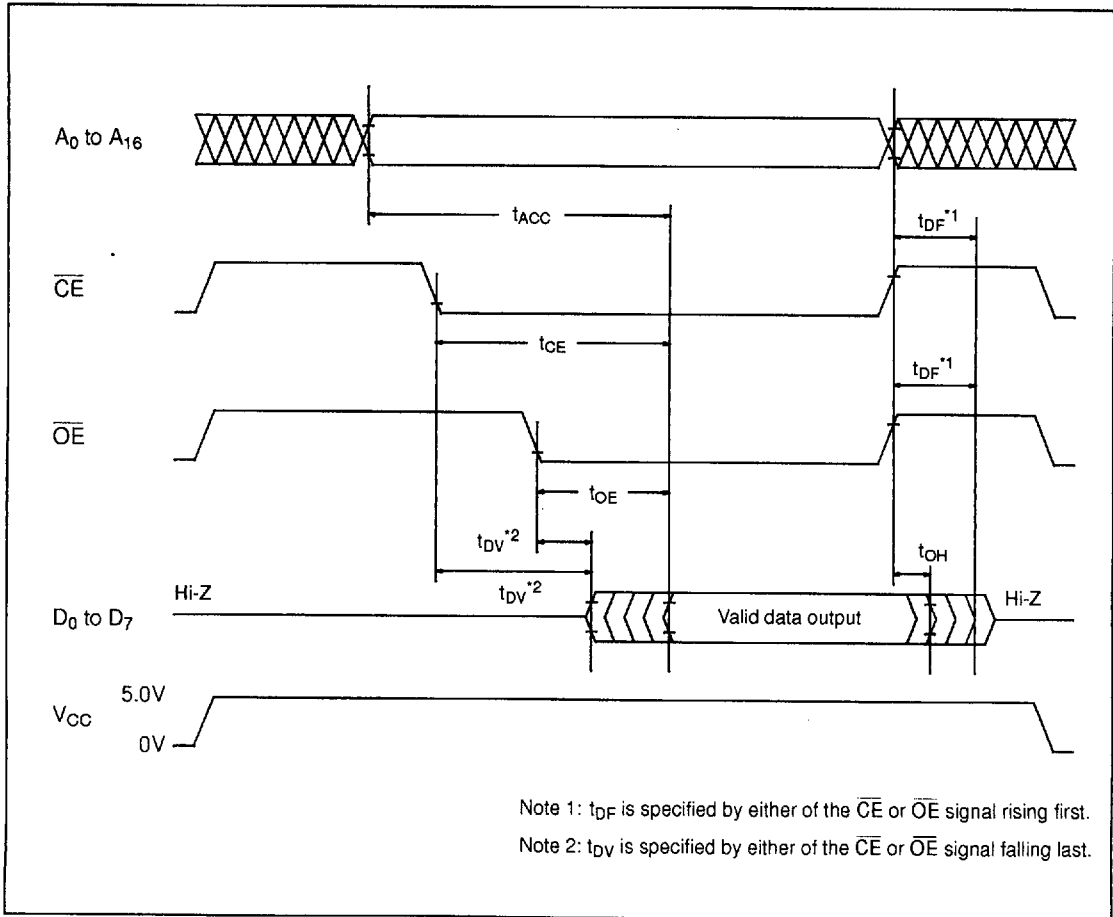 A0 to A16
tACC
tDF*1
CE
tCE
tDF*1
OE
tOE
tDV*2
tOH
Hi-Z
tDV*2
Hi-Z
D0 to D7
Valid data output
5.0V
VCC
0V
Note 1: tDF is specified by either of the CE or OE signal rising first.
Note 2: tDV is specified by either of the CE or OE signal falling last.